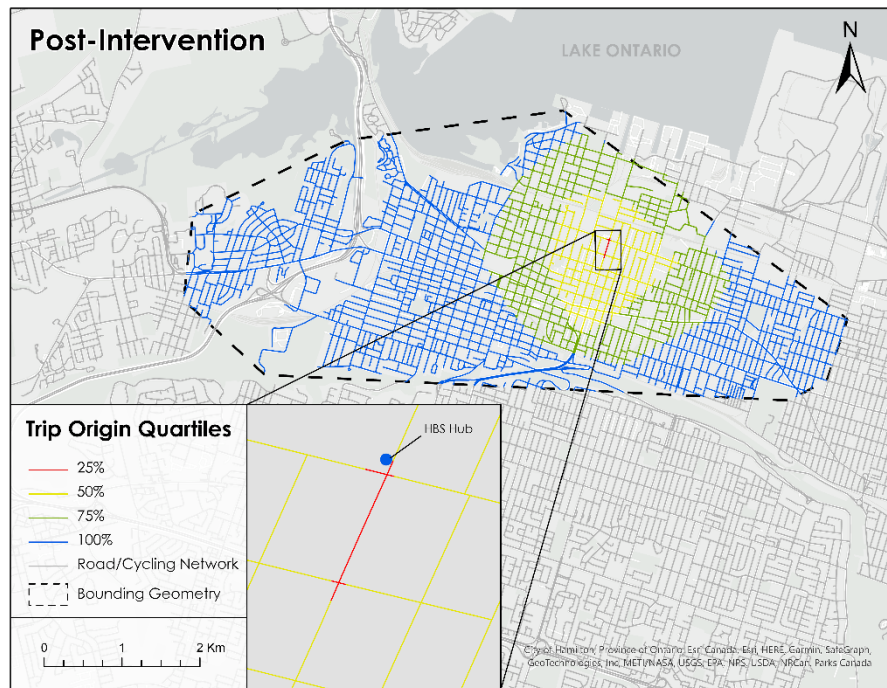 Post-Intervention
LAKE ONTARIO
N
HBS Hub
Trip Origin Quartiles
25%
50%
75%
100%
Road/Cycling Network
Bounding Geometry
0 1 2 Km
City of Hamilton, Province of Ontario, Esri Canada, Esri, HERE, Garmin, SafeGraph,
GeoTechnologies, Inc, METI/NASA, USGS, EPA, NPS, USDA, NRCan, Parks Canada